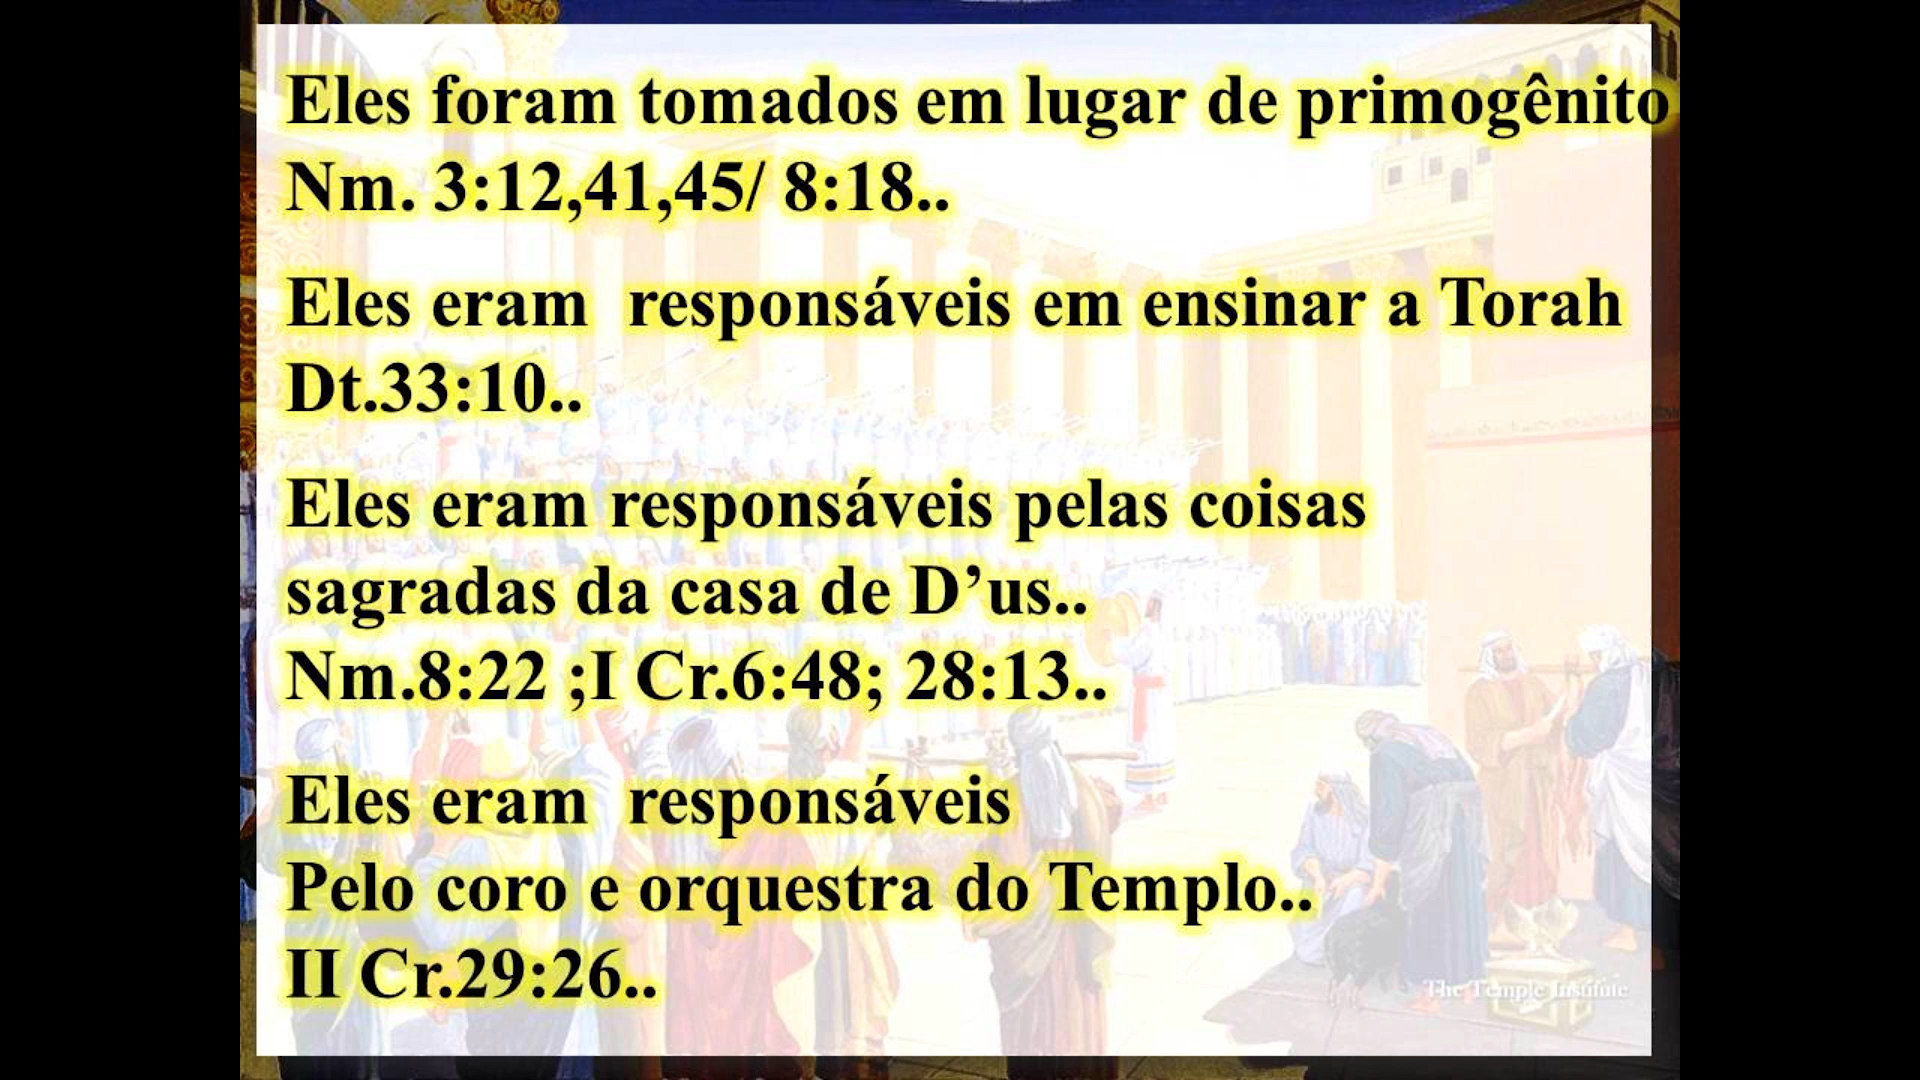 Eles foram tomados em lugar de primogênito
Nm. 3:12,41,45/ 8:18..
Eles eram  responsáveis em ensinar a Torah
Dt.33:10..
Eles eram responsáveis pelas coisas
sagradas da casa de D’us..
Nm.8:22 ;I Cr.6:48; 28:13..
Eles eram  responsáveis
Pelo coro e orquestra do Templo..
II Cr.29:26..
The Temple Institute